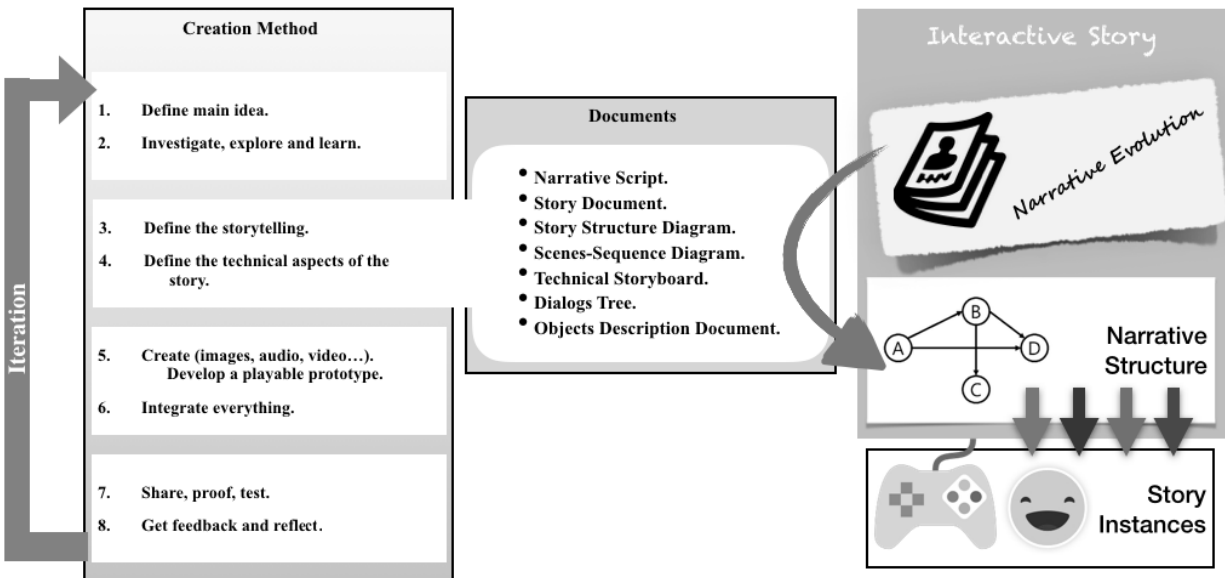 Creation Method
1. Define main idea.
2. Investigate, explore and learn.
3. Define the storytelling.
4. Define the technical aspects of the
story.
5. Create (images, audio, video…).
Develop a playable prototype.
6. Integrate everything.
7. Share, proof, test.
8. Get feedback and reflect.
Iteration
Documents
• Narrative Script.
• Story Document.
• Story Structure Diagram.
• Scenes-Sequence Diagram.
• Technical Storyboard.
• Dialogs Tree.
• Objects Description Document.
Interactive Story
Narrative Evolution
A
B
C
D
Narrative
Structure
Story
Instances